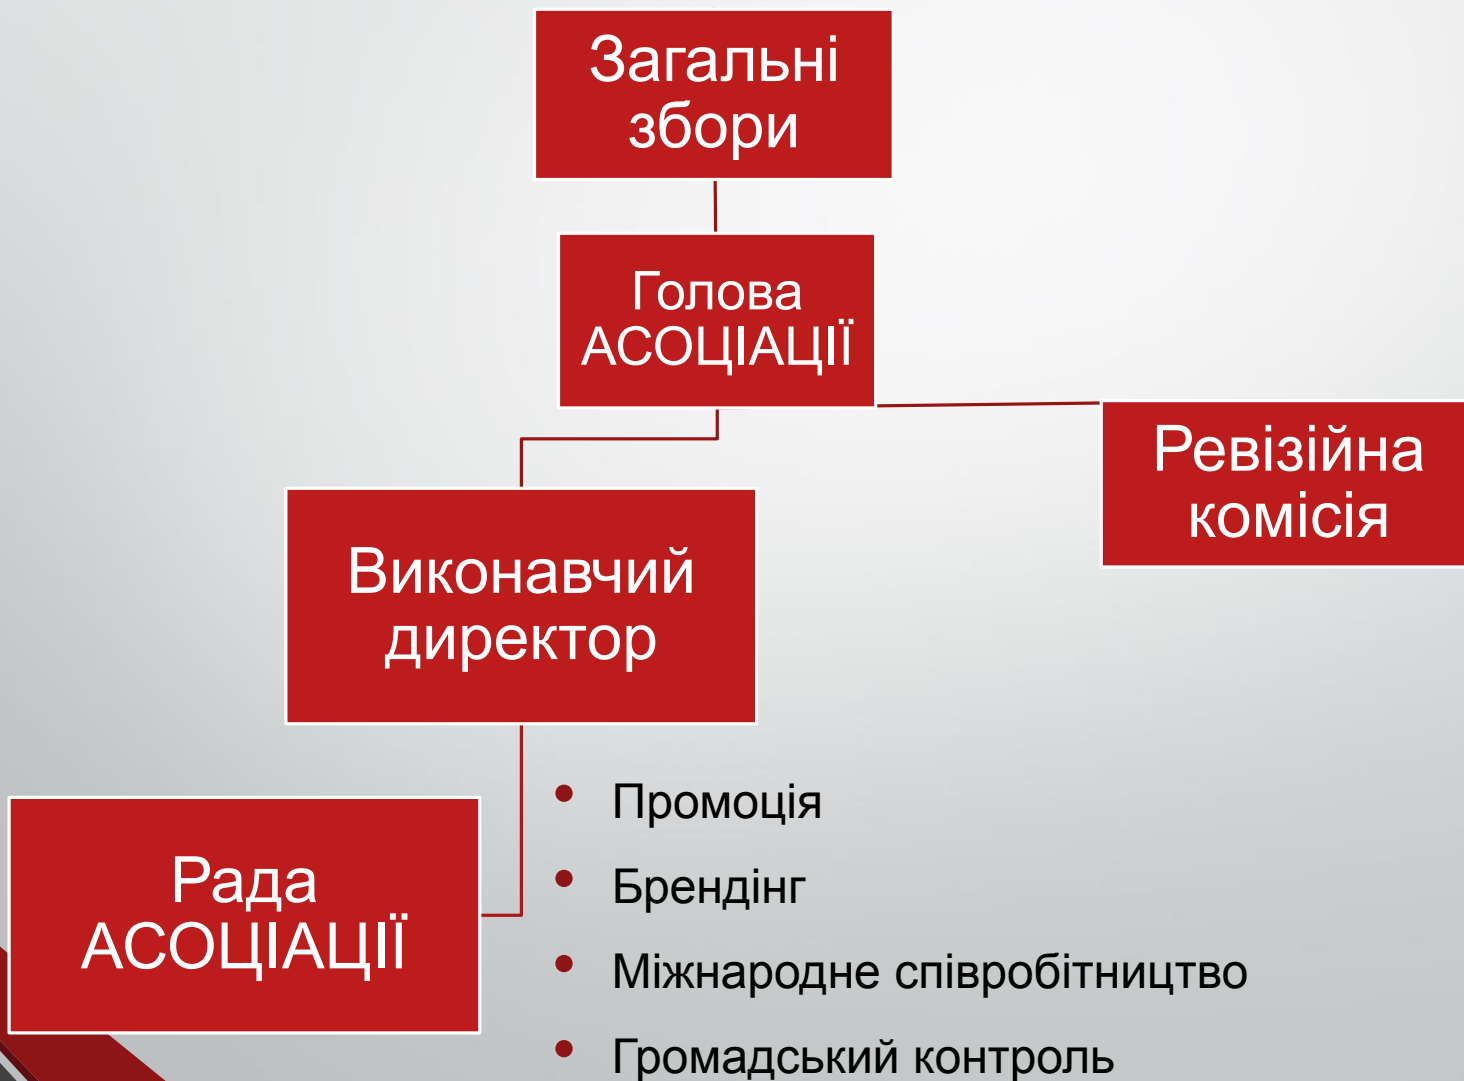 Загальні
збори
Голова
АСОЦІАЦІЇ
Ревізійна
комісія
Виконавчий
директор
Рада
АСОЦІАЦІЇ
• Промоція
• Брендінг
• Міжнародне співробітництво
• Громадський контроль